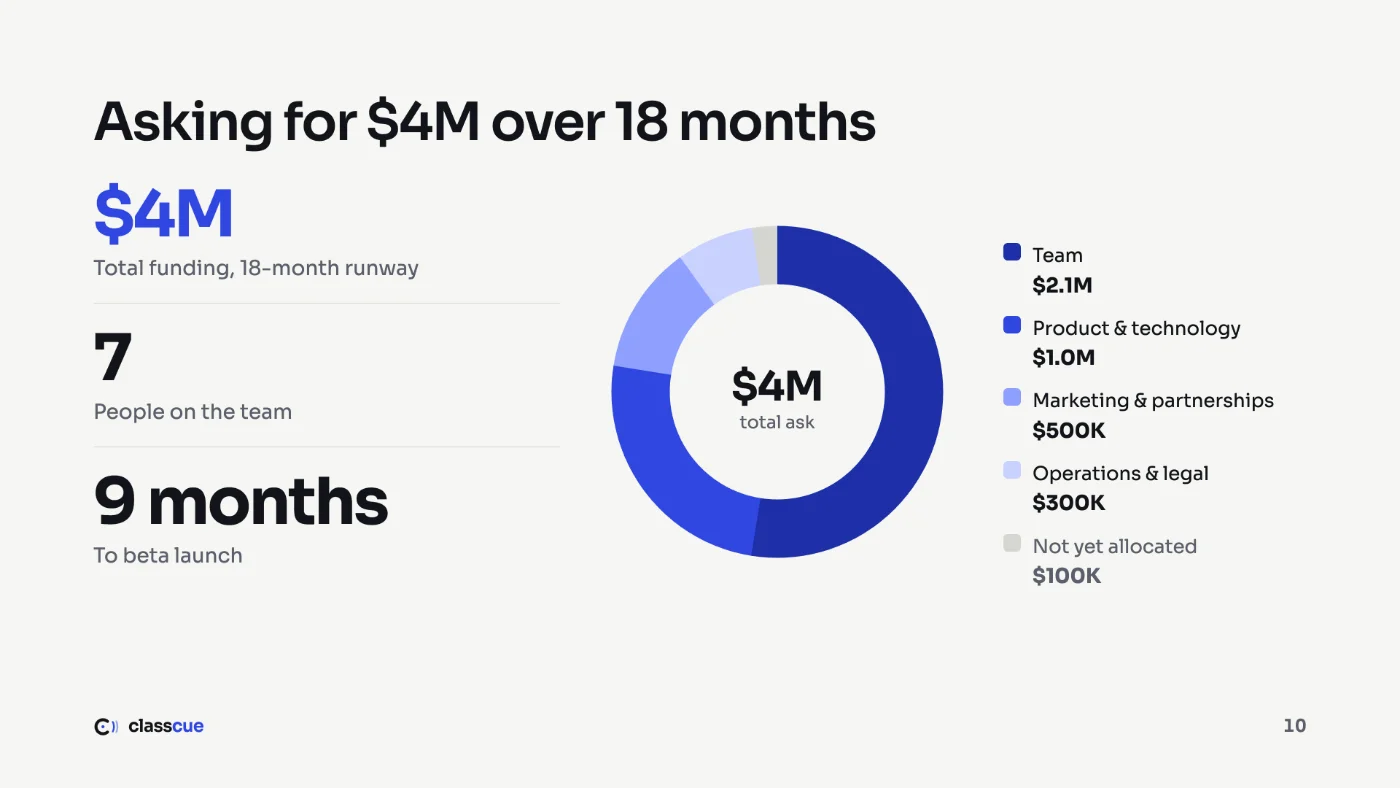 Asking for $4M over 18 months
$4M
Total funding, 18-month runway
7
People on the team
9 months
To beta launch
$4M
total ask
Team
$2.1M
Product & technology
$1.0M
Marketing & partnerships
$500K
Operations & legal
$300K
Not yet allocated
$100K
classcue
10